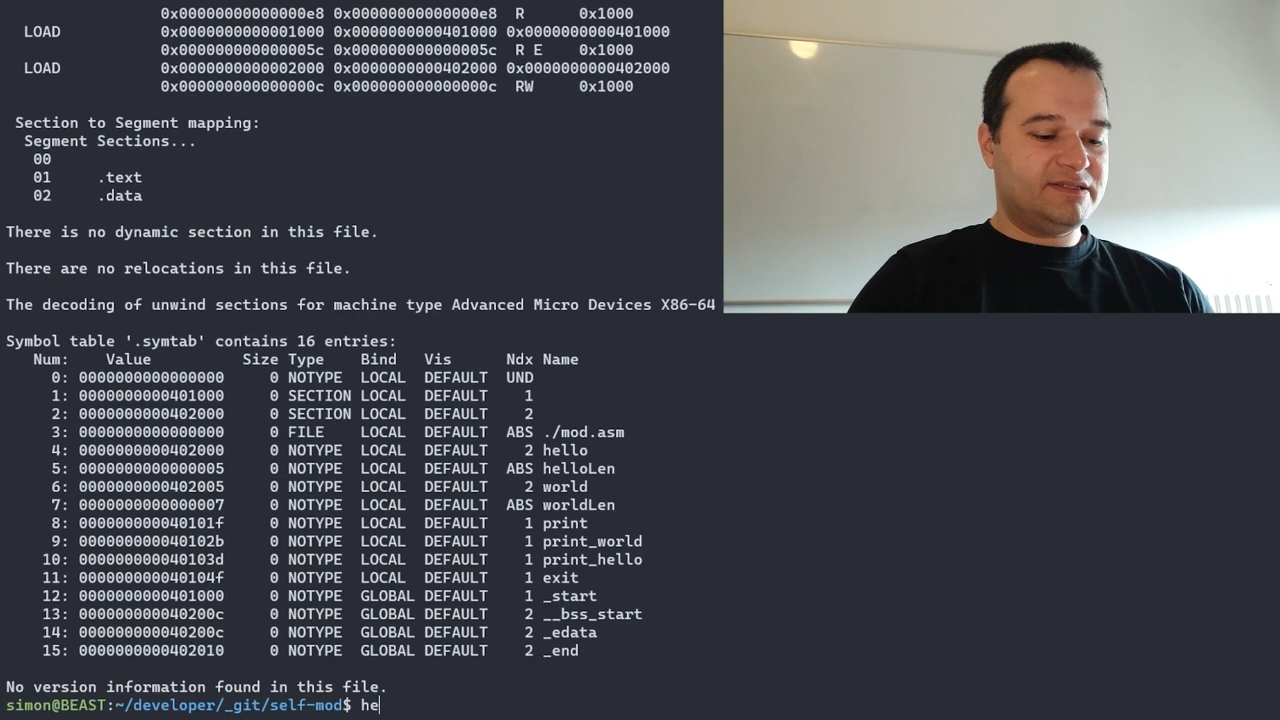 0x00000000000000e8 0x00000000000000e8  R      0x1000
LOAD           0x0000000000001000 0x0000000000401000 0x0000000000401000
0x000000000000005c 0x000000000000005c  R E    0x1000
LOAD           0x0000000000002000 0x0000000000402000 0x0000000000402000
0x000000000000000c 0x000000000000000c  RW     0x1000
Section to Segment mapping:
Segment Sections...
00
01     .text
02     .data
There is no dynamic section in this file.
There are no relocations in this file.
The decoding of unwind sections for machine type Advanced Micro Devices X86-64
Symbol table '.symtab' contains 16 entries:
Num:    Value          Size Type    Bind   Vis      Ndx Name
0: 0000000000000000     0 NOTYPE  LOCAL  DEFAULT  UND
1: 0000000000401000     0 SECTION LOCAL  DEFAULT    1
2: 0000000000402000     0 SECTION LOCAL  DEFAULT    2
3: 0000000000000000     0 FILE    LOCAL  DEFAULT  ABS ./mod.asm
4: 0000000000402000     0 NOTYPE  LOCAL  DEFAULT    2 hello
5: 0000000000000005     0 NOTYPE  LOCAL  DEFAULT  ABS helloLen
6: 0000000000402005     0 NOTYPE  LOCAL  DEFAULT    2 world
7: 0000000000000007     0 NOTYPE  LOCAL  DEFAULT  ABS worldLen
8: 000000000040101f     0 NOTYPE  LOCAL  DEFAULT    1 print
9: 000000000040102b     0 NOTYPE  LOCAL  DEFAULT    1 print_world
10: 000000000040103d     0 NOTYPE  LOCAL  DEFAULT    1 print_hello
11: 000000000040104f     0 NOTYPE  LOCAL  DEFAULT    1 exit
12: 0000000000401000     0 NOTYPE  GLOBAL DEFAULT    1 _start
13: 000000000040200c     0 NOTYPE  GLOBAL DEFAULT    2 __bss_start
14: 000000000040200c     0 NOTYPE  GLOBAL DEFAULT    2 _edata
15: 0000000000402010     0 NOTYPE  GLOBAL DEFAULT    2 _end
No version information found in this file.
simon@BEAST:~/developer/_git/self-mod$ he